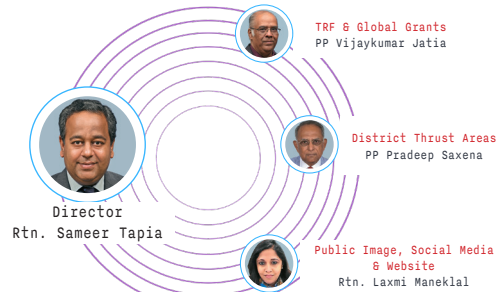 TRF & Global Grants
PP Vijaykumar Jatia
District Thrust Areas
PP Pradeep Saxena
Director
Rtn. Sameer Tapia
Public Image, Social Media
& Website
Rtn. Laxmi Maneklal